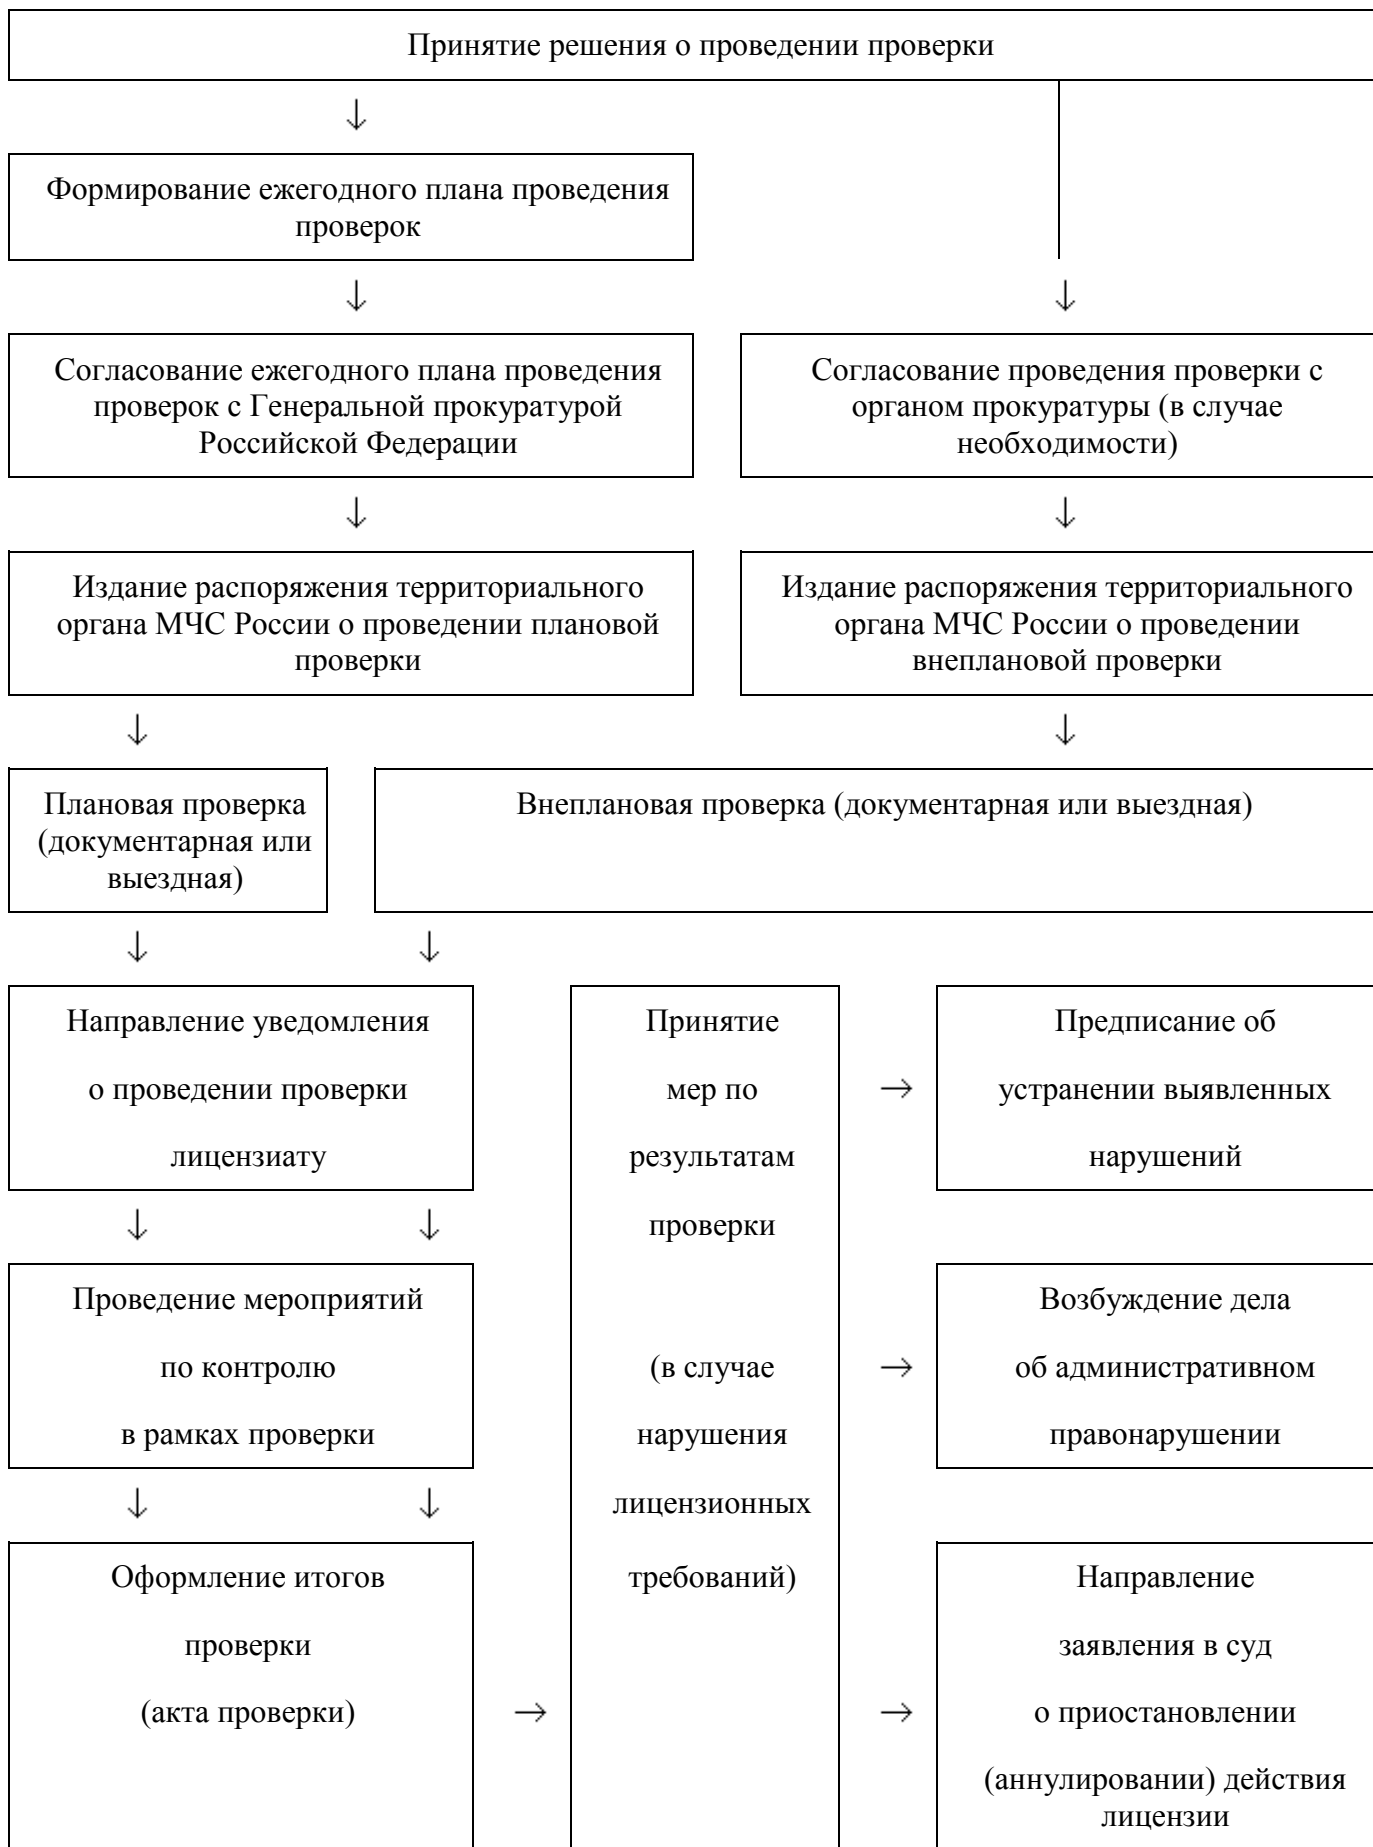 Принятие решения о проведении проверки
↓
Формирование ежегодного плана проведения
проверок
↓
↓
Согласование ежегодного плана проведения
проверок с Генеральной прокуратурой
Российской Федерации
Согласование проведения проверки с
органом прокуратуры (в случае
необходимости)
↓
↓
Издание распоряжения территориального
органа МЧС России о проведении плановой
проверки
Издание распоряжения территориального
органа МЧС России о проведении
внеплановой проверки
↓
↓
Плановая проверка
(документарная или
выездная)
Внеплановая проверка (документарная или выездная)
↓
↓
Направление уведомления
о проведении проверки
лицензиату
↓
↓
Проведение мероприятий
по контролю
в рамках проверки
↓
↓
Оформление итогов
проверки
(акта проверки)
→
Принятие
мер по
результатам
проверки
(в случае
нарушения
лицензионных
требований)
→
Предписание об
устранении выявленных
нарушений
→
Возбуждение дела
об административном
правонарушении
→
Направление
заявления в суд
о приостановлении
(аннулировании) действия
лицензии